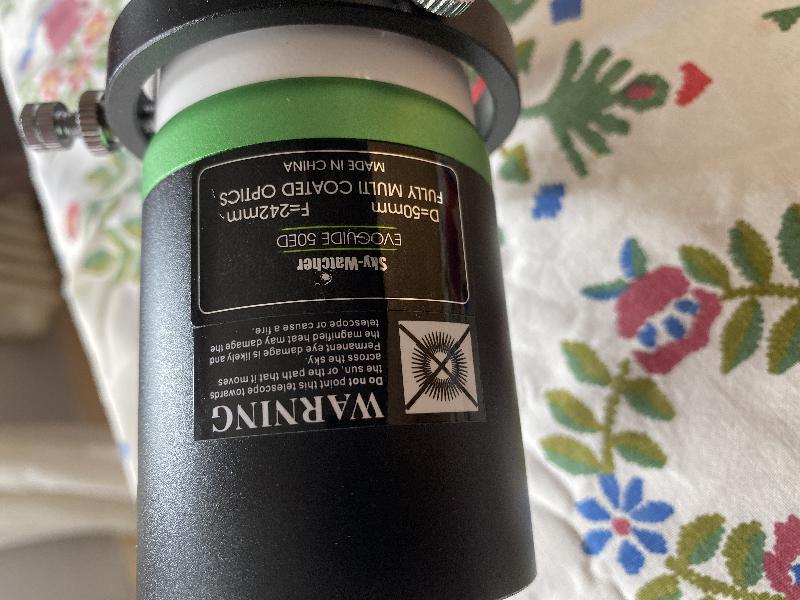 WARNING
Do not point this telescope towards
the sun, or the path that it moves
across the sky.
Permanent eye damage is likely and
the magnified heat may damage the
telescope or cause a fire.
Sky-Watcher
EVOGUIDE 50ED
D=50mm F=242mm
FULLY MULTI COATED OPTICS
MADE IN CHINA